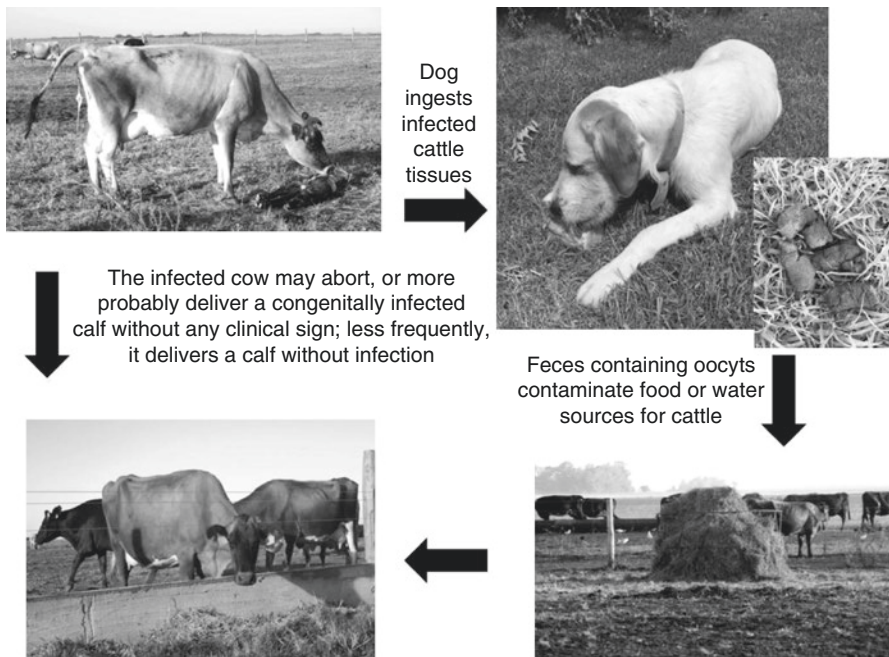 Dog
ingests
infected
cattle
tissues
The infected cow may abort, or more
probably deliver a congenitally infected
calf without any clinical sign; less frequently,
it delivers a calf without infection
Feces containing oocyts
contaminate food or water
sources for cattle